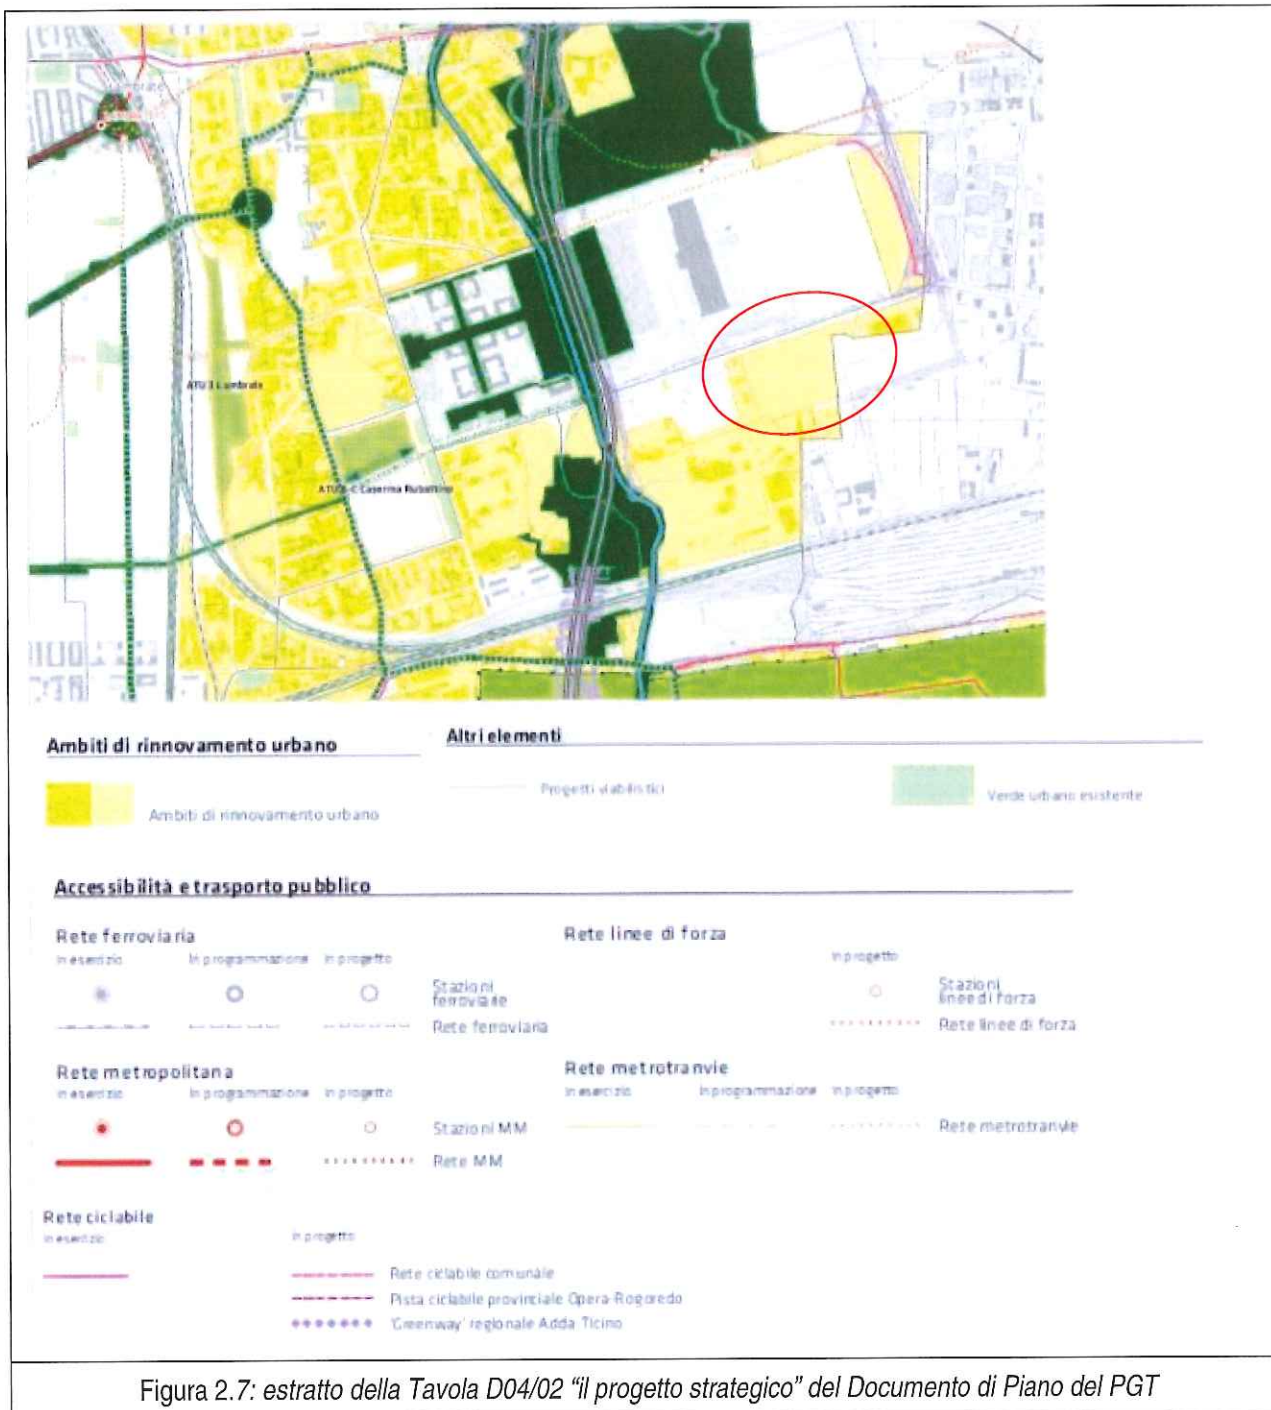 ATU 3 Lambrate
Ambiti di rinnovamento urbano
Altri elementi
Ambiti di rinnovamento urbano
Progetti viabilistici
Verde urbano esistente
Accessibilità e trasporto pubblico
Rete ferroviaria
In esercizio In programmazione In progetto
Stazioni
ferroviarie
Rete ferroviaria
Rete linee di forza
In progetto
Stazioni
linee di forza
Rete linee di forza
Rete metropolitana
In esercizio In programmazione In progetto
Stazioni MM
Rete MM
Rete metrotranvie
In esercizio In programmazione In progetto
Rete metrotranvie
Rete ciclabile
In esercizio In progetto
Rete ciclabile comunale
Pista ciclabile provinciale Opera-Rogoredo
'Greenway' regionale Adda Ticino
Figura 2.7: estratto della Tavola D04/02 “il progetto strategico” del Documento di Piano del PGT